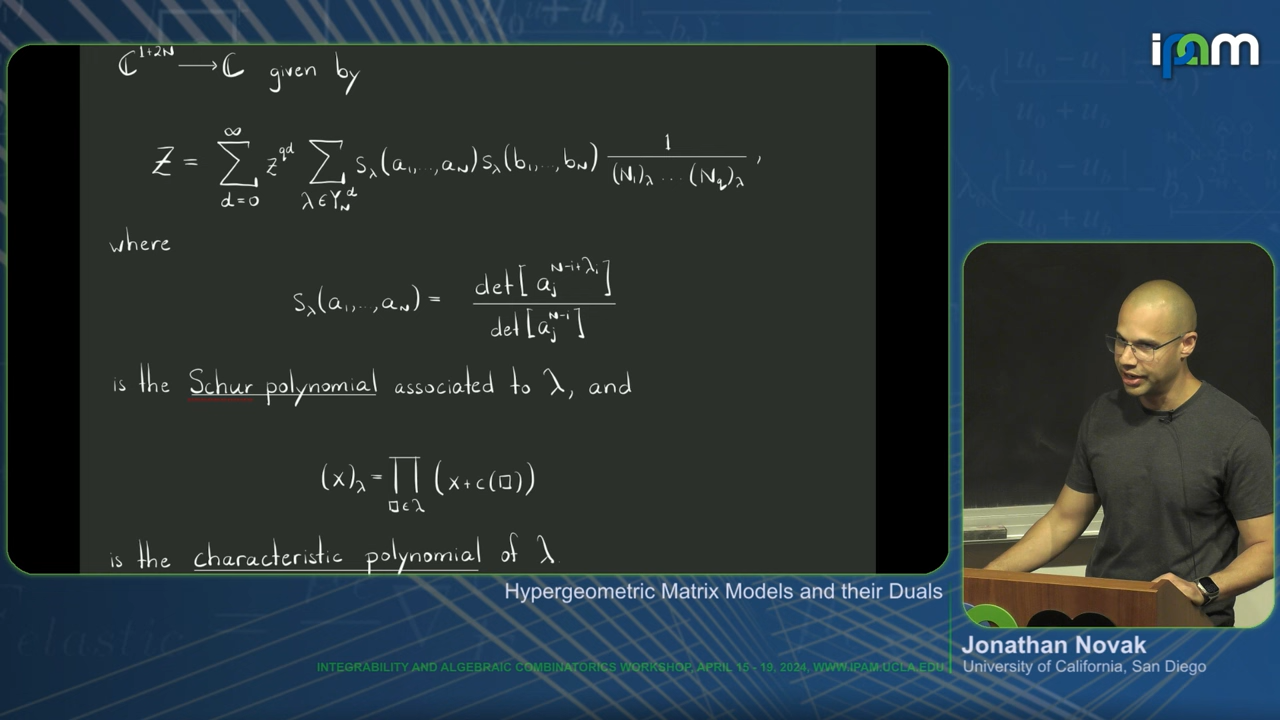 ℂ^{1+2N} ⟶ ℂ given by
Z = ∑_{d=0}^{∞} z^{qd} ∑_{λ∈Y_N^d} s_λ(a_1,...,a_N) s_λ(b_1,...,b_N) 1/((N_1)_λ ... (N_q)_λ) ,
where
s_λ(a_1,...,a_N) = det[a_j^{N-i+λ_i}] / det[a_j^{N-i}]
is the Schur polynomial associated to λ, and
(x)_λ = ∏_{□∈λ} (x+c(□))
is the characteristic polynomial of λ
ipam
Hypergeometric Matrix Models and their Duals
Jonathan Novak
University of California, San Diego
INTEGRABILITY AND ALGEBRAIC COMBINATORICS WORKSHOP, APRIL 15 - 19, 2024, WWW.IPAM.UCLA.EDU
elastic